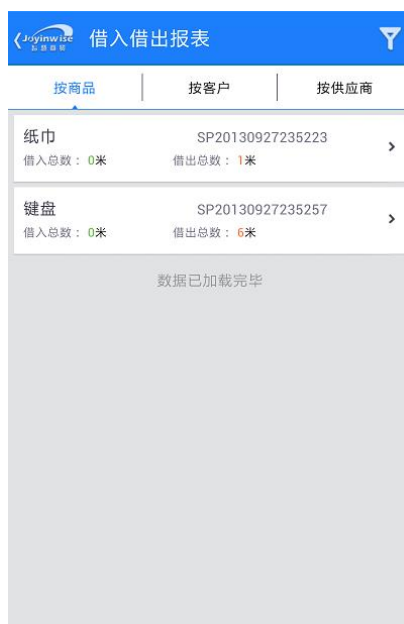 Joyinwise
借入借出报表
按商品 按客户 按供应商
纸巾 SP20130927235223
借入总数：0米 借出总数：1米
键盘 SP20130927235257
借入总数：0米 借出总数：6米
数据已加载完毕